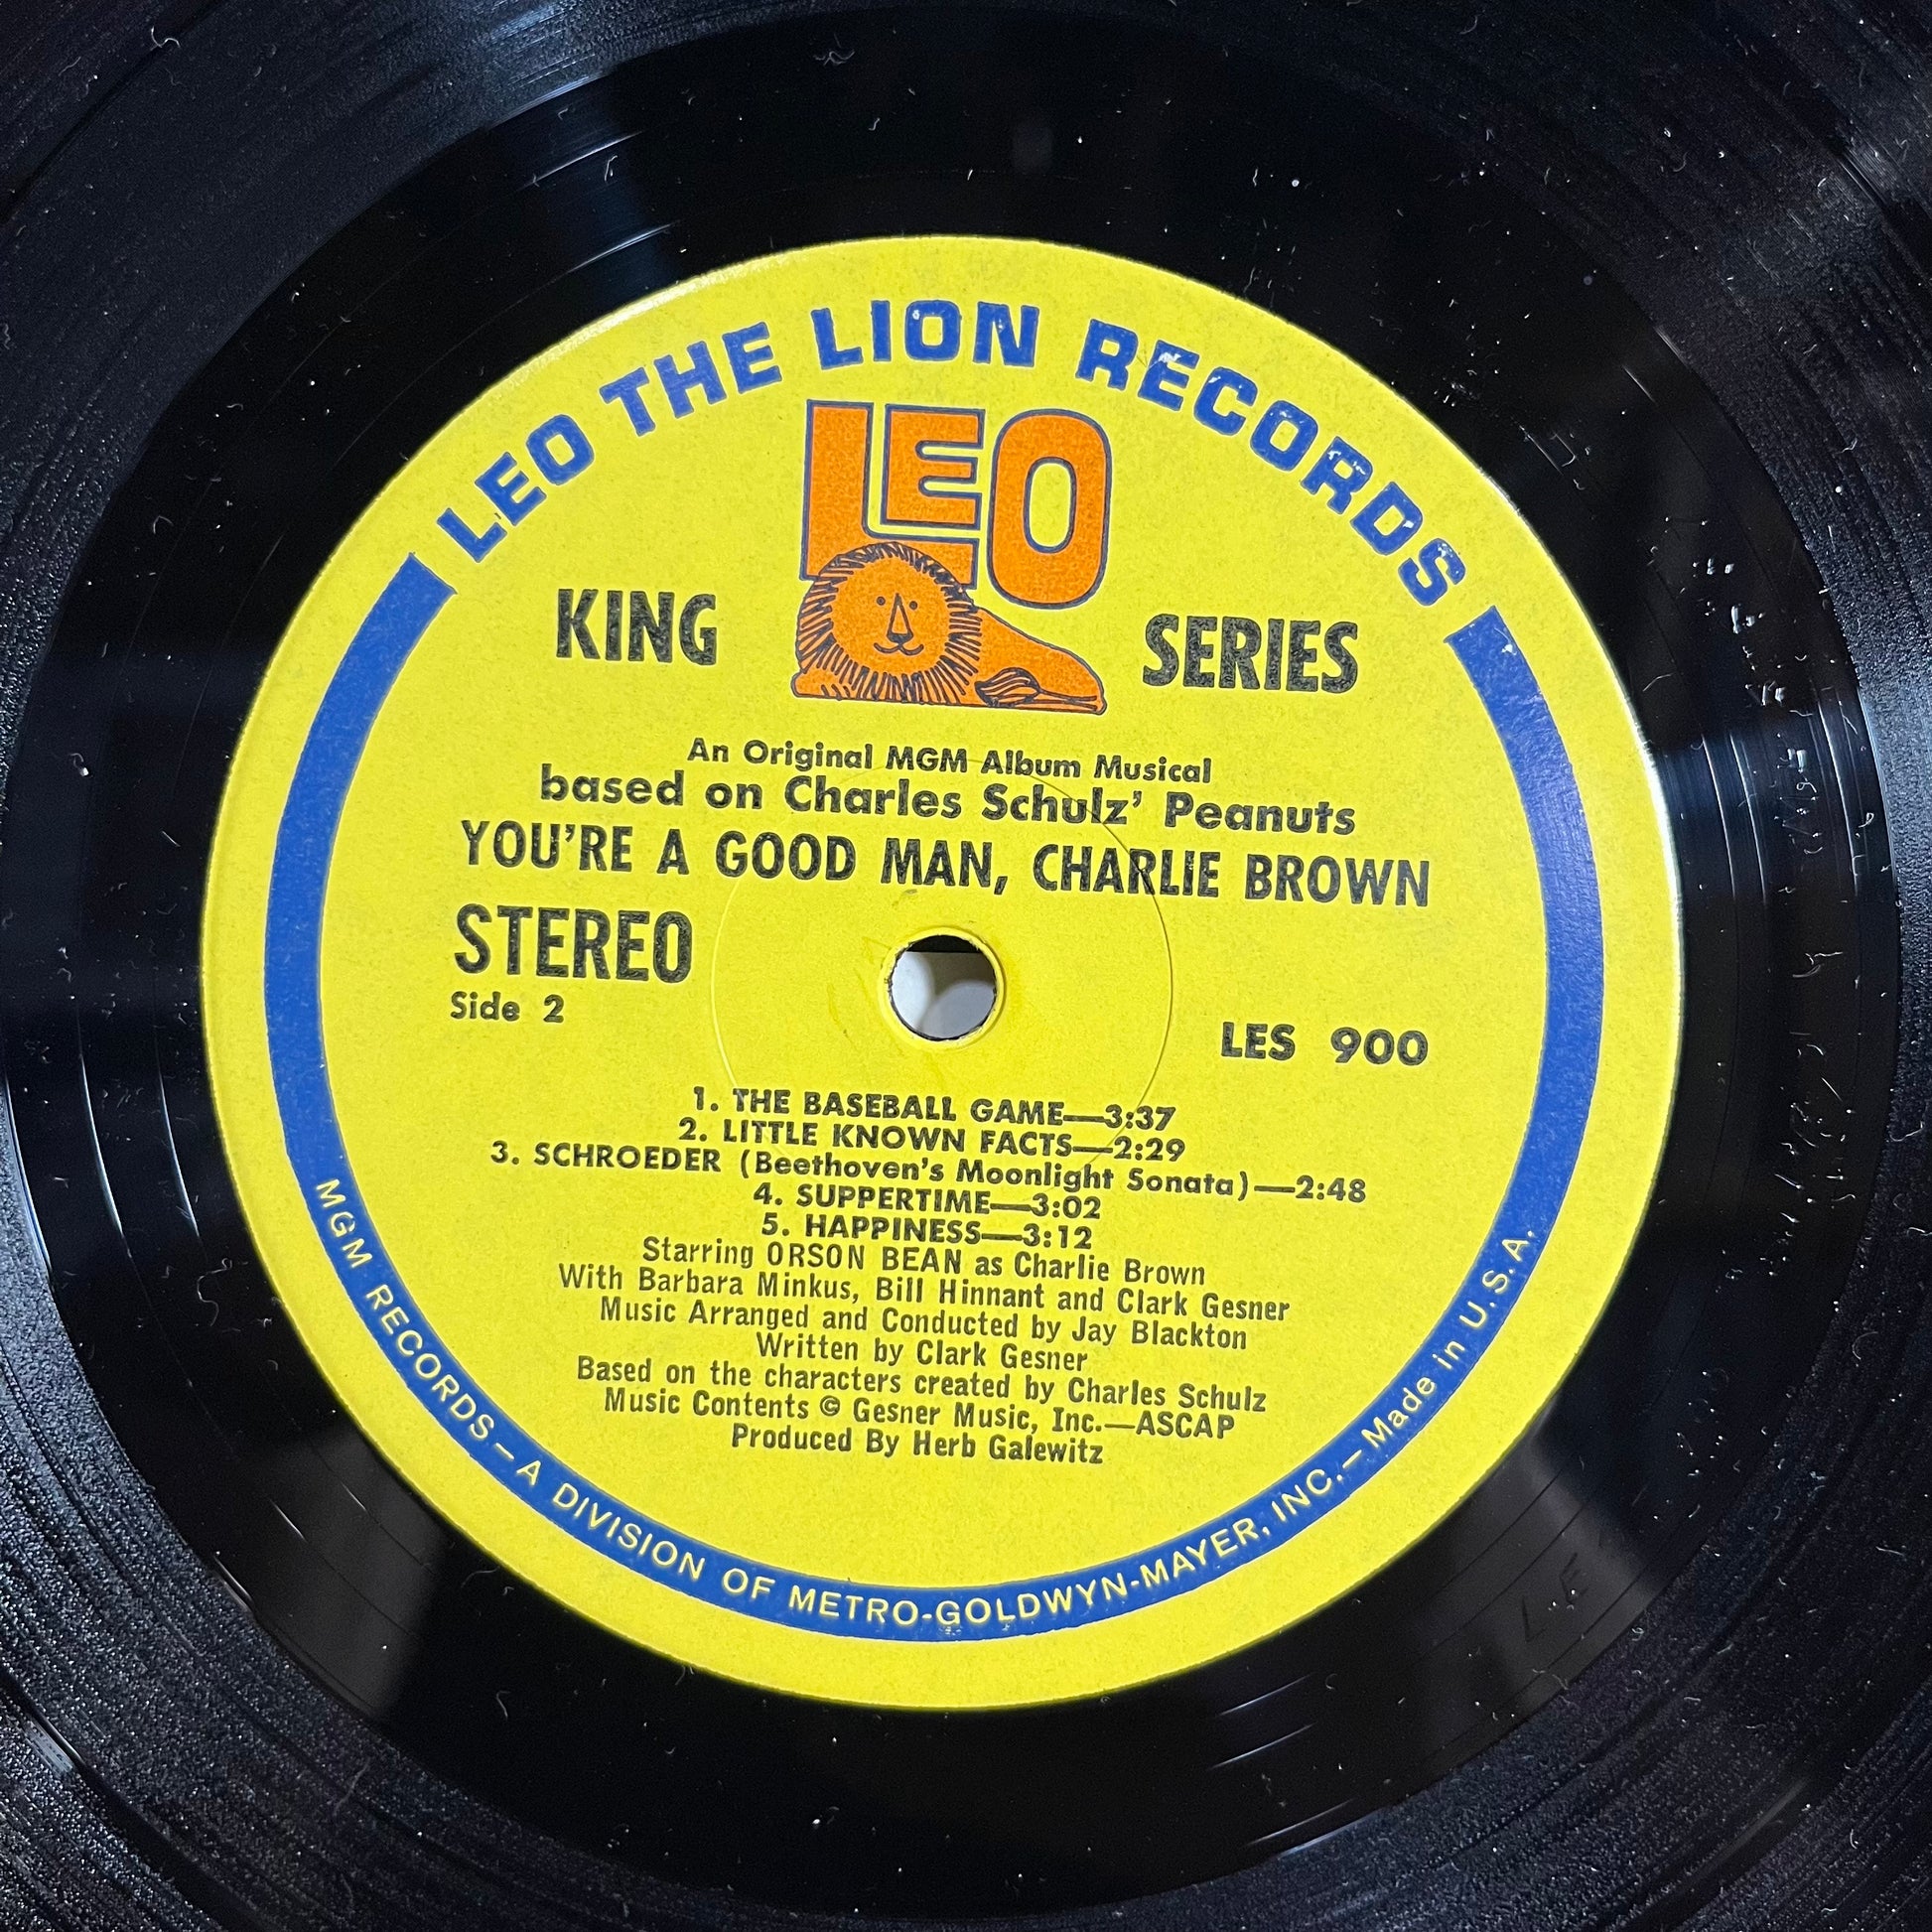 LEO THE LION RECORDS
LEO
KING SERIES
An Original MGM Album Musical
based on Charles Schulz' Peanuts
YOU'RE A GOOD MAN, CHARLIE BROWN
STEREO
Side 2
LES 900
1. THE BASEBALL GAME—3:37
2. LITTLE KNOWN FACTS—2:29
3. SCHROEDER (Beethoven's Moonlight Sonata)—2:48
4. SUPPERTIME—3:02
5. HAPPINESS—3:12
Starring ORSON BEAN as Charlie Brown
With Barbara Minkus, Bill Hinnant and Clark Gesner
Music Arranged and Conducted by Jay Blackton
Written by Clark Gesner
Based on the characters created by Charles Schulz
Music Contents © Gesner Music, Inc.—ASCAP
Produced By Herb Galewitz
MGM RECORDS—A DIVISION OF METRO-GOLDWYN-MAYER, INC.—Made in U.S.A.